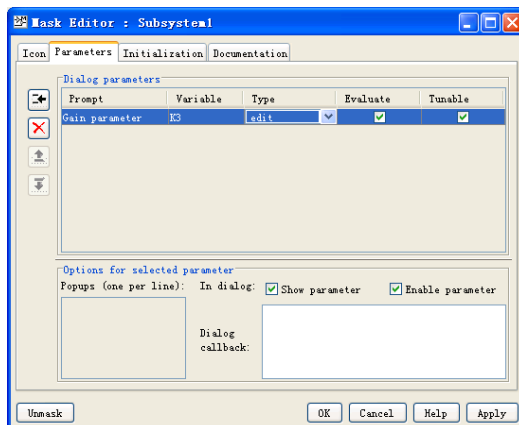 Mask Editor : Subsystem1
Icon Parameters Initialization Documentation
Dialog parameters
Prompt Variable Type Evaluate Tunable
Gain parameter K3 edit
Options for selected parameter
Popups (one per line): In dialog: Show parameter Enable parameter
Dialog
callback:
Unmask OK Cancel Help Apply